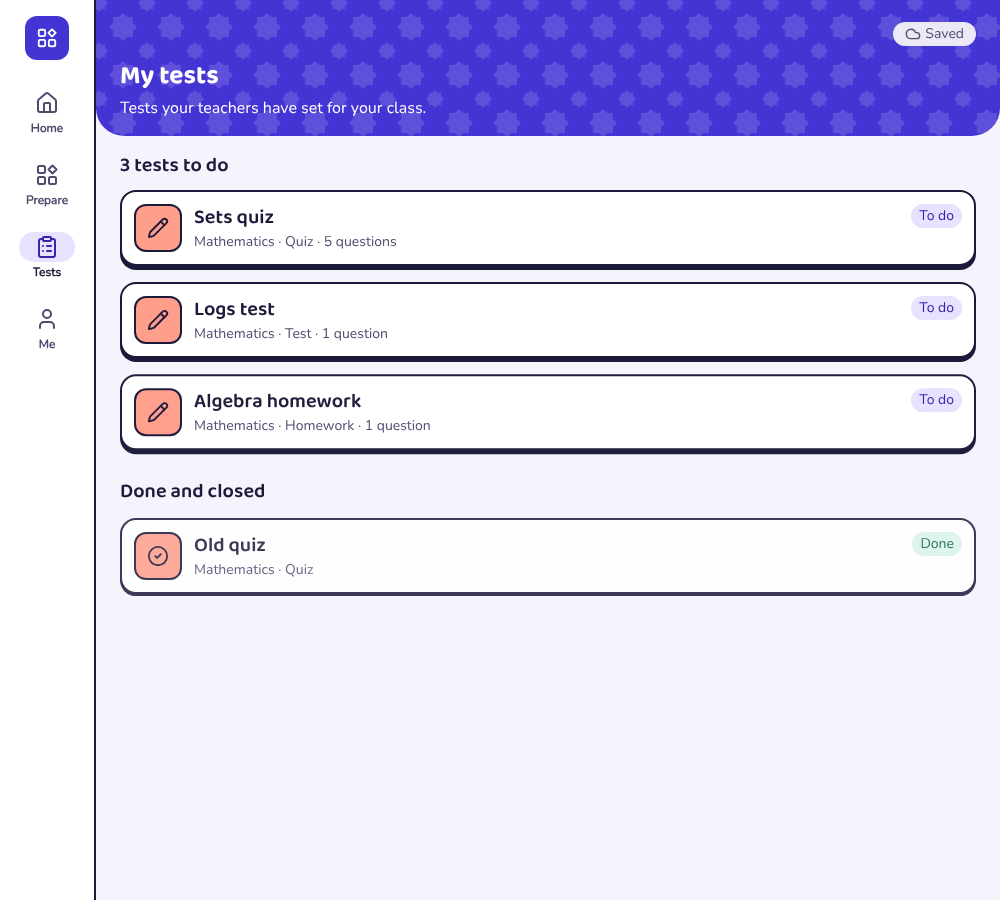 Saved
My tests
Tests your teachers have set for your class.
Home
Prepare
Tests
Me
3 tests to do
Sets quiz
To do
Mathematics · Quiz · 5 questions
Logs test
To do
Mathematics · Test · 1 question
Algebra homework
To do
Mathematics · Homework · 1 question
Done and closed
Old quiz
Done
Mathematics · Quiz